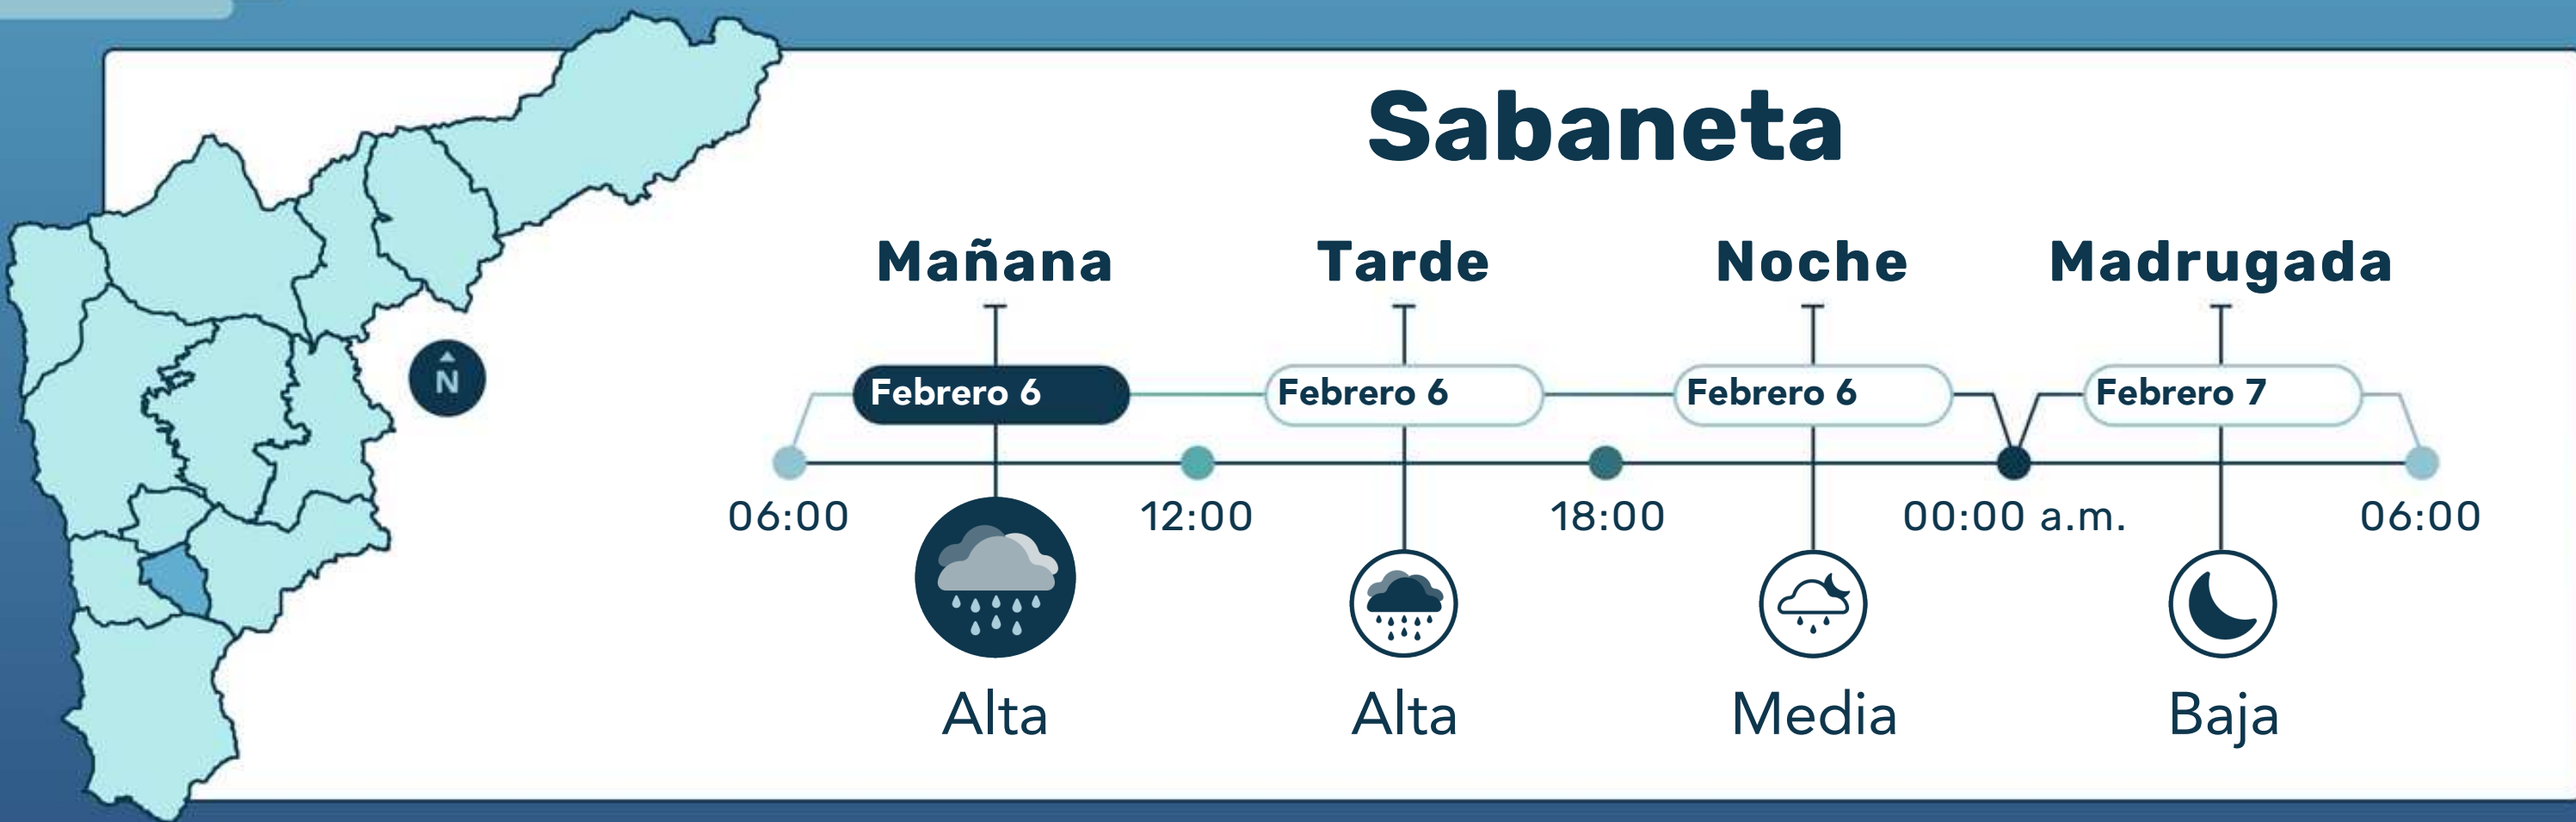 Sabaneta
Mañana Tarde Noche Madrugada
Febrero 6 Febrero 6 Febrero 6 Febrero 7
N
06:00 12:00 18:00 00:00 a.m. 06:00
Alta Alta Media Baja